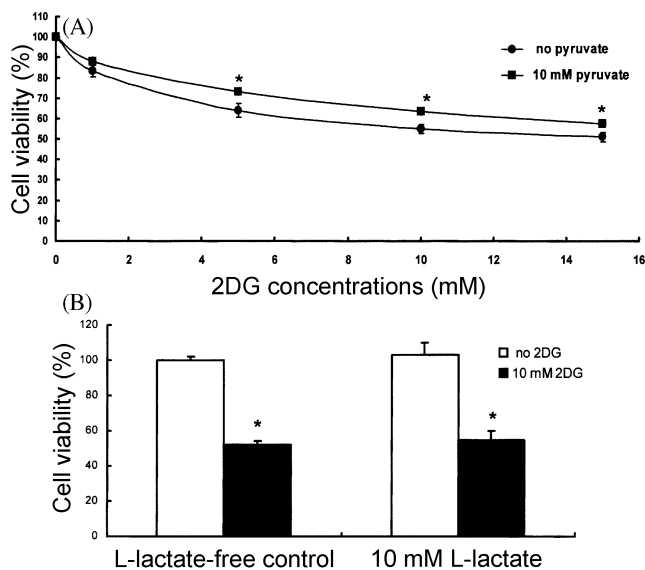 (A)
110
100
90
80
70
60
50
40
30
20
10
0
Cell viability (%)
no pyruvate
10 mM pyruvate
*
*
*
0 2 4 6 8 10 12 14 16
2DG concentrations (mM)
(B)
120
100
80
60
40
20
0
Cell viability (%)
no 2DG
10 mM 2DG
*
*
L-lactate-free control 10 mM L-lactate